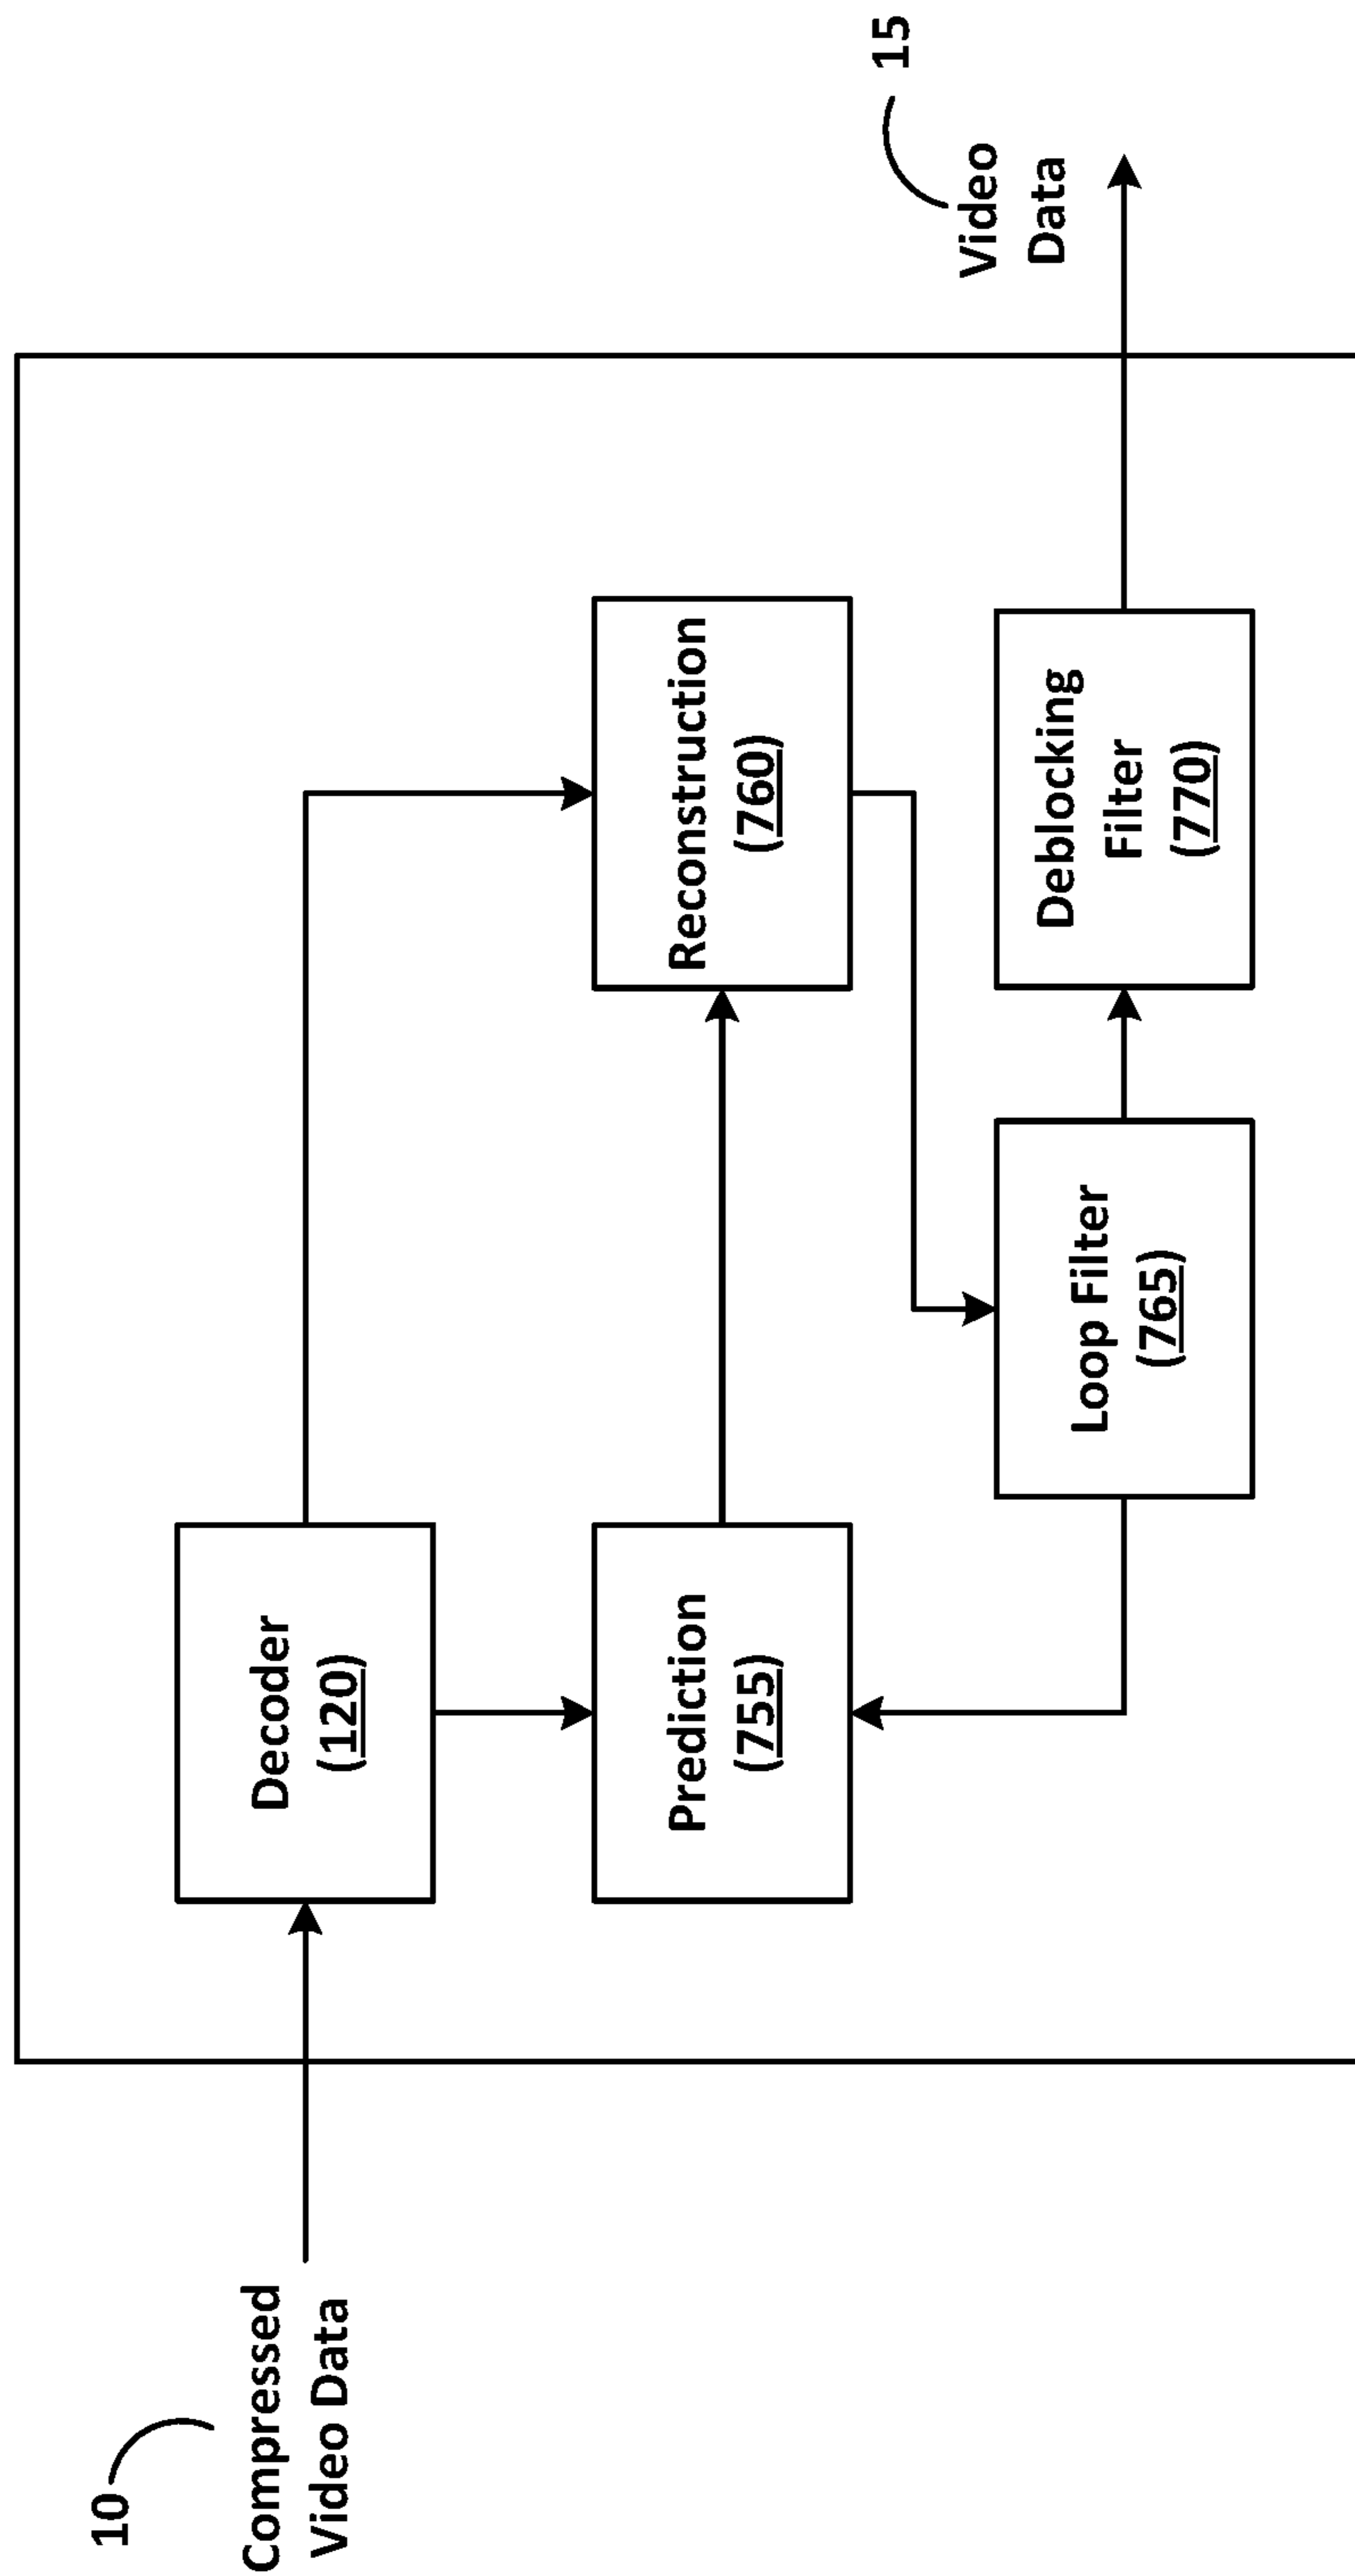 10
Compressed
Video Data
Decoder
(120)
Prediction
(755)
Reconstruction
(760)
Loop Filter
(765)
Deblocking
Filter
(770)
15
Video
Data